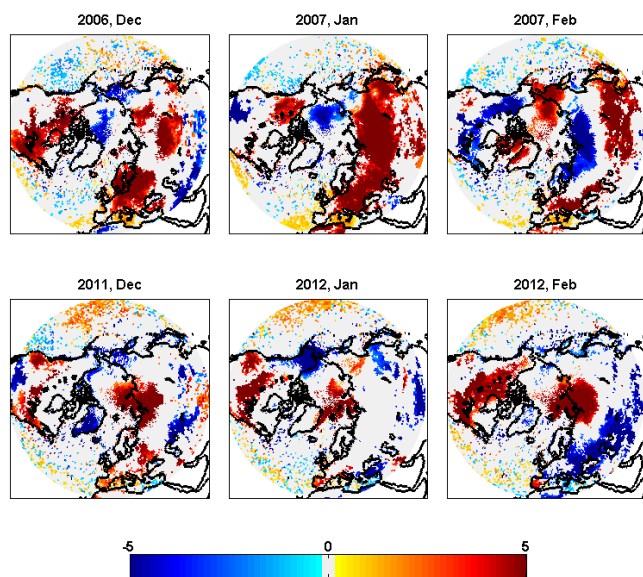 2006, Dec
2007, Jan
2007, Feb
2011, Dec
2012, Jan
2012, Feb
-5
0
5